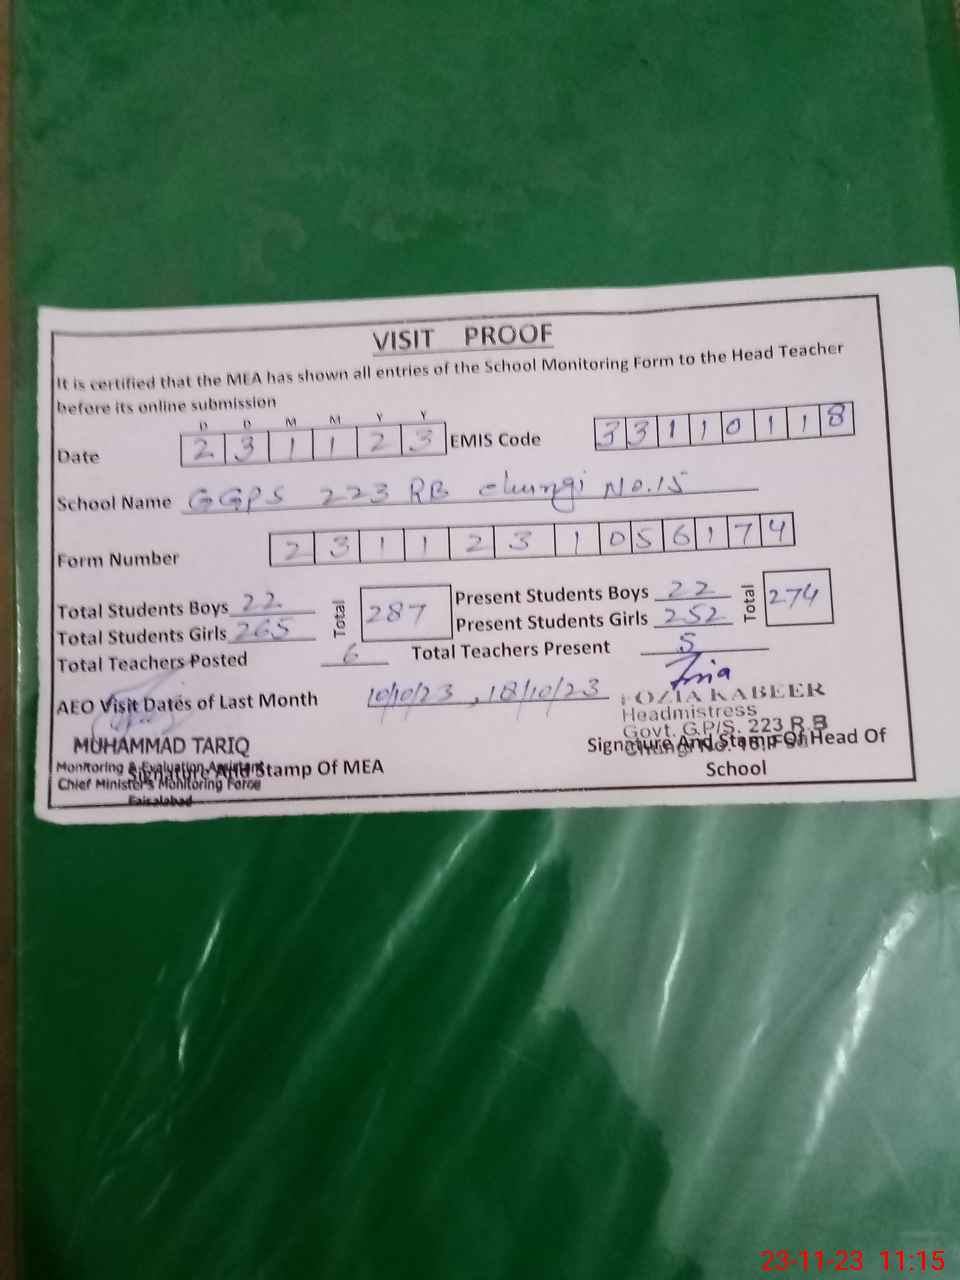 VISIT PROOF
It is certified that the MEA has shown all entries of the School Monitoring Form to the Head Teacher
before its online submission
D D M M Y Y
Date 2 3 1 1 2 3 EMIS Code 3 3 1 1 0 1 1 8
School Name GGPS 223 RB chungi No.15
Form Number 2 3 1 1 2 3 1 0 5 6 1 7 4
Total Students Boys 22 Total 287 Present Students Boys 22 Total 274
Total Students Girls 265 Present Students Girls 252
Total Teachers Posted 6 Total Teachers Present 5
AEO Visit Dates of Last Month 10/10/23, 18/10/23
FOZIA KABEER
Headmistress
Govt. G.P/S. 223 R.B
MUHAMMAD TARIQ
Signature And Stamp Of Head Of
School
Monitoring & Evaluation Assistant
Signature And Stamp Of MEA
Chief Minister's Monitoring Force
Faisalabad
23-11-23 11:15